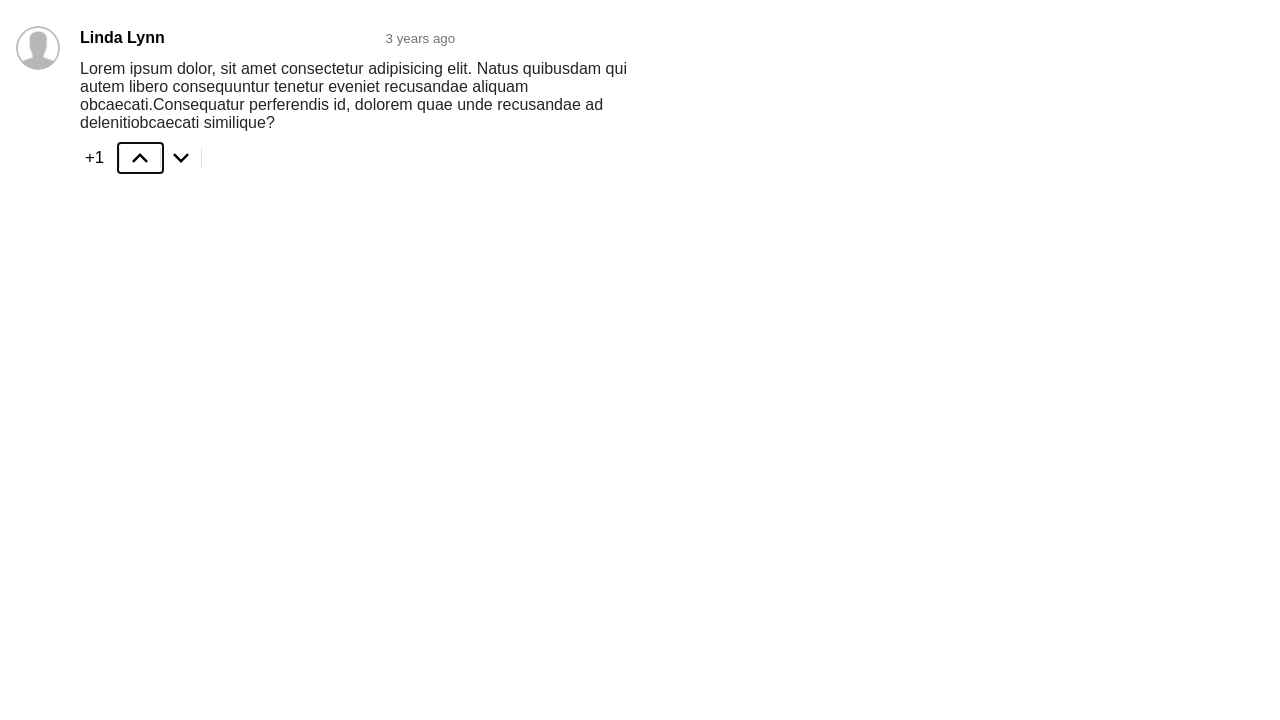 Linda Lynn 3 years ago
Lorem ipsum dolor, sit amet consectetur adipisicing elit. Natus quibusdam qui
autem libero consequuntur tenetur eveniet recusandae aliquam
obcaecati.Consequatur perferendis id, dolorem quae unde recusandae ad
delenitiobcaecati similique?
+1